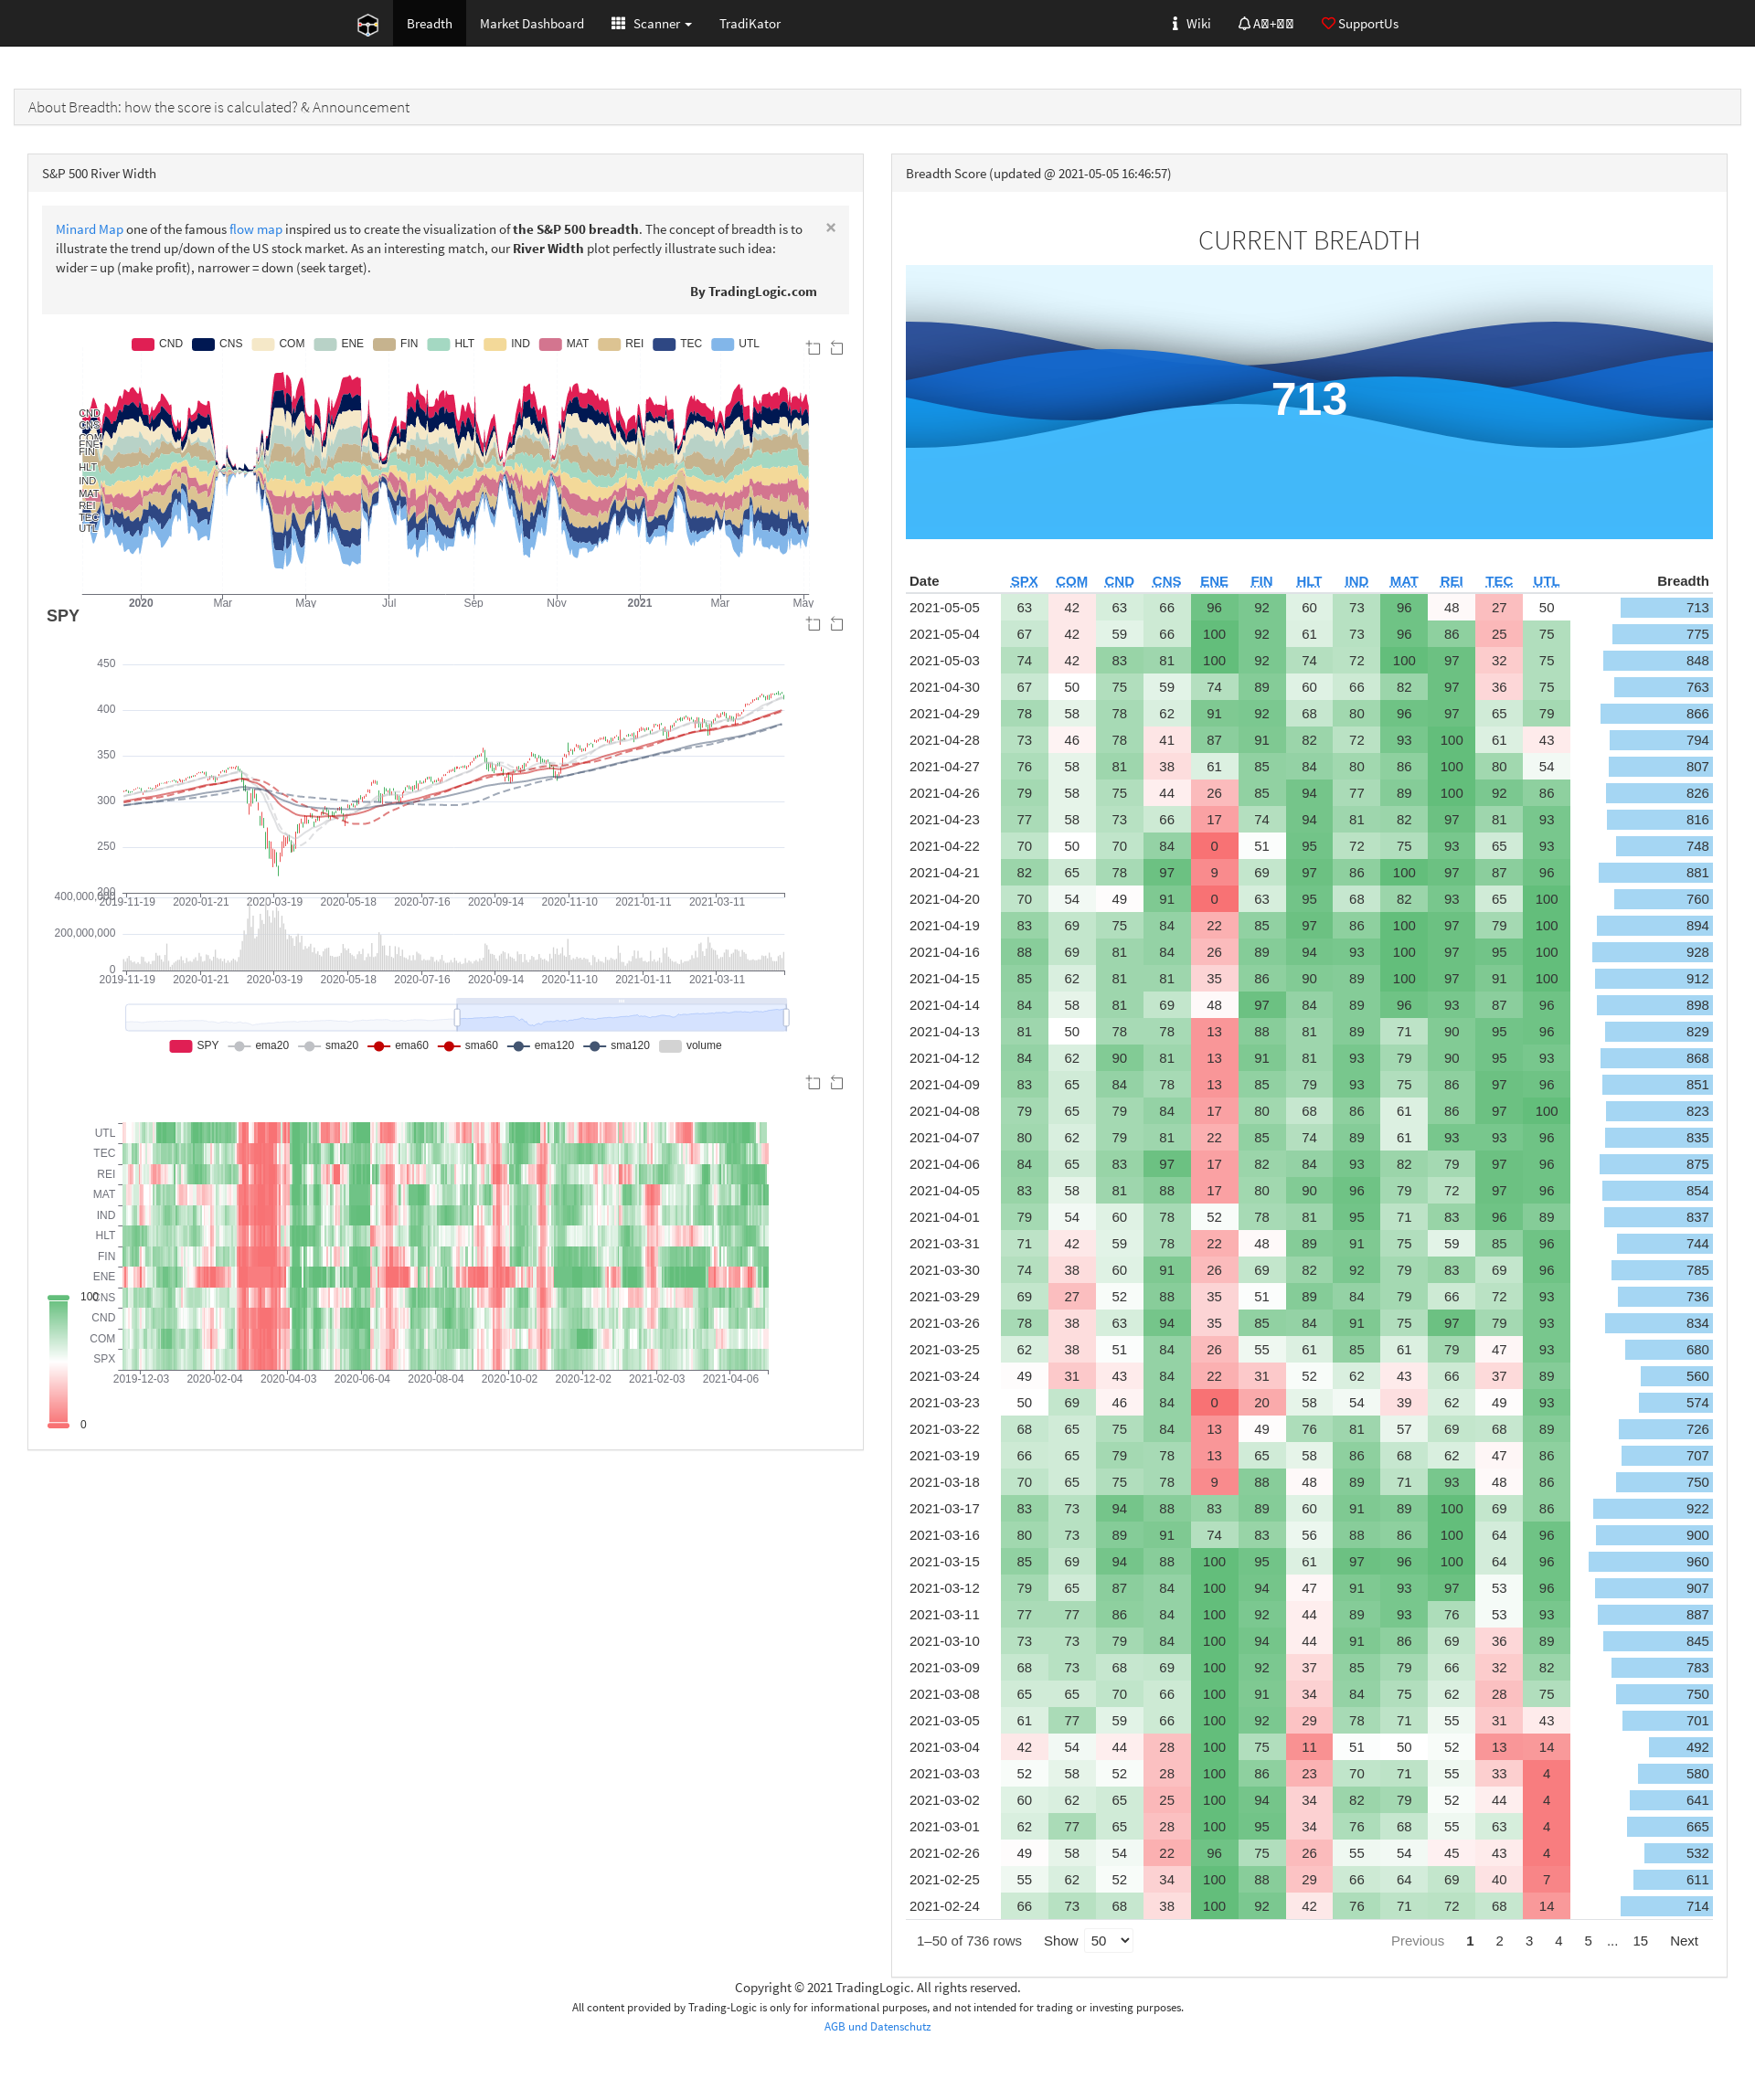 Breadth Market Dashboard Scanner TradiKator Wiki SupportUs
About Breadth: how the score is calculated? & Announcement
S&P 500 River Width
Minard Map one of the famous flow map inspired us to create the visualization of the S&P 500 breadth. The concept of breadth is to
illustrate the trend up/down of the US stock market. As an interesting match, our River Width plot perfectly illustrate such idea:
wider = up (make profit), narrower = down (seek target).
×
By TradingLogic.com
CND CNS COM ENE FIN HLT IND MAT REI TEC UTL
CND
CNS
COM
ENE
FIN
HLT
IND
MAT
REI
TEC
UTL
2020 Mar May Jul Sep Nov 2021 Mar May
SPY
450
400
350
300
250
200
2019-11-19 2020-01-21 2020-03-19 2020-05-18 2020-07-16 2020-09-14 2020-11-10 2021-01-11 2021-03-11
400,000,000
200,000,000
0
2019-11-19 2020-01-21 2020-03-19 2020-05-18 2020-07-16 2020-09-14 2020-11-10 2021-01-11 2021-03-11
SPY ema20 sma20 ema60 sma60 ema120 sma120 volume
UTL
TEC
REI
MAT
IND
HLT
FIN
ENE
CNS
CND
COM
SPX
2019-12-03 2020-02-04 2020-04-03 2020-06-04 2020-08-04 2020-10-02 2020-12-02 2021-02-03 2021-04-06
100
0
Breadth Score (updated @ 2021-05-05 16:46:57)
CURRENT BREADTH
713
Date SPX COM CND CNS ENE FIN HLT IND MAT REI TEC UTL Breadth
2021-05-05 63 42 63 66 96 92 60 73 96 48 27 50 713
2021-05-04 67 42 59 66 100 92 61 73 96 86 25 75 775
2021-05-03 74 42 83 81 100 92 74 72 100 97 32 75 848
2021-04-30 67 50 75 59 74 89 60 66 82 97 36 75 763
2021-04-29 78 58 78 62 91 92 68 80 96 97 65 79 866
2021-04-28 73 46 78 41 87 91 82 72 93 100 61 43 794
2021-04-27 76 58 81 38 61 85 84 80 86 100 80 54 807
2021-04-26 79 58 75 44 26 85 94 77 89 100 92 86 826
2021-04-23 77 58 73 66 17 74 94 81 82 97 81 93 816
2021-04-22 70 50 70 84 0 51 95 72 75 93 65 93 748
2021-04-21 82 65 78 97 9 69 97 86 100 97 87 96 881
2021-04-20 70 54 49 91 0 63 95 68 82 93 65 100 760
2021-04-19 83 69 75 84 22 85 97 86 100 97 79 100 894
2021-04-16 88 69 81 84 26 89 94 93 100 97 95 100 928
2021-04-15 85 62 81 81 35 86 90 89 100 97 91 100 912
2021-04-14 84 58 81 69 48 97 84 89 96 93 87 96 898
2021-04-13 81 50 78 78 13 88 81 89 71 90 95 96 829
2021-04-12 84 62 90 81 13 91 81 93 79 90 95 93 868
2021-04-09 83 65 84 78 13 85 79 93 75 86 97 96 851
2021-04-08 79 65 79 84 17 80 68 86 61 86 97 100 823
2021-04-07 80 62 79 81 22 85 74 89 61 93 93 96 835
2021-04-06 84 65 83 97 17 82 84 93 82 79 97 96 875
2021-04-05 83 58 81 88 17 80 90 96 79 72 97 96 854
2021-04-01 79 54 60 78 52 78 81 95 71 83 96 89 837
2021-03-31 71 42 59 78 22 48 89 91 75 59 85 96 744
2021-03-30 74 38 60 91 26 69 82 92 79 83 69 96 785
2021-03-29 69 27 52 88 35 51 89 84 79 66 72 93 736
2021-03-26 78 38 63 94 35 85 84 91 75 97 79 93 834
2021-03-25 62 38 51 84 26 55 61 85 61 79 47 93 680
2021-03-24 49 31 43 84 22 31 52 62 43 66 37 89 560
2021-03-23 50 69 46 84 0 20 58 54 39 62 49 93 574
2021-03-22 68 65 75 84 13 49 76 81 57 69 68 89 726
2021-03-19 66 65 79 78 13 65 58 86 68 62 47 86 707
2021-03-18 70 65 75 78 9 88 48 89 71 93 48 86 750
2021-03-17 83 73 94 88 83 89 60 91 89 100 69 86 922
2021-03-16 80 73 89 91 74 83 56 88 86 100 64 96 900
2021-03-15 85 69 94 88 100 95 61 97 96 100 64 96 960
2021-03-12 79 65 87 84 100 94 47 91 93 97 53 96 907
2021-03-11 77 77 86 84 100 92 44 89 93 76 53 93 887
2021-03-10 73 73 79 84 100 94 44 91 86 69 36 89 845
2021-03-09 68 73 68 69 100 92 37 85 79 66 32 82 783
2021-03-08 65 65 70 66 100 91 34 84 75 62 28 75 750
2021-03-05 61 77 59 66 100 92 29 78 71 55 31 43 701
2021-03-04 42 54 44 28 100 75 11 51 50 52 13 14 492
2021-03-03 52 58 52 28 100 86 23 70 71 55 33 4 580
2021-03-02 60 62 65 25 100 94 34 82 79 52 44 4 641
2021-03-01 62 77 65 28 100 95 34 76 68 55 63 4 665
2021-02-26 49 58 54 22 96 75 26 55 54 45 43 4 532
2021-02-25 55 62 52 34 100 88 29 66 64 69 40 7 611
2021-02-24 66 73 68 38 100 92 42 76 71 72 68 14 714
1–50 of 736 rows Show 50 Previous 1 2 3 4 5 ... 15 Next
Copyright © 2021 TradingLogic. All rights reserved.
All content provided by Trading-Logic is only for informational purposes, and not intended for trading or investing purposes.
AGB und Datenschutz